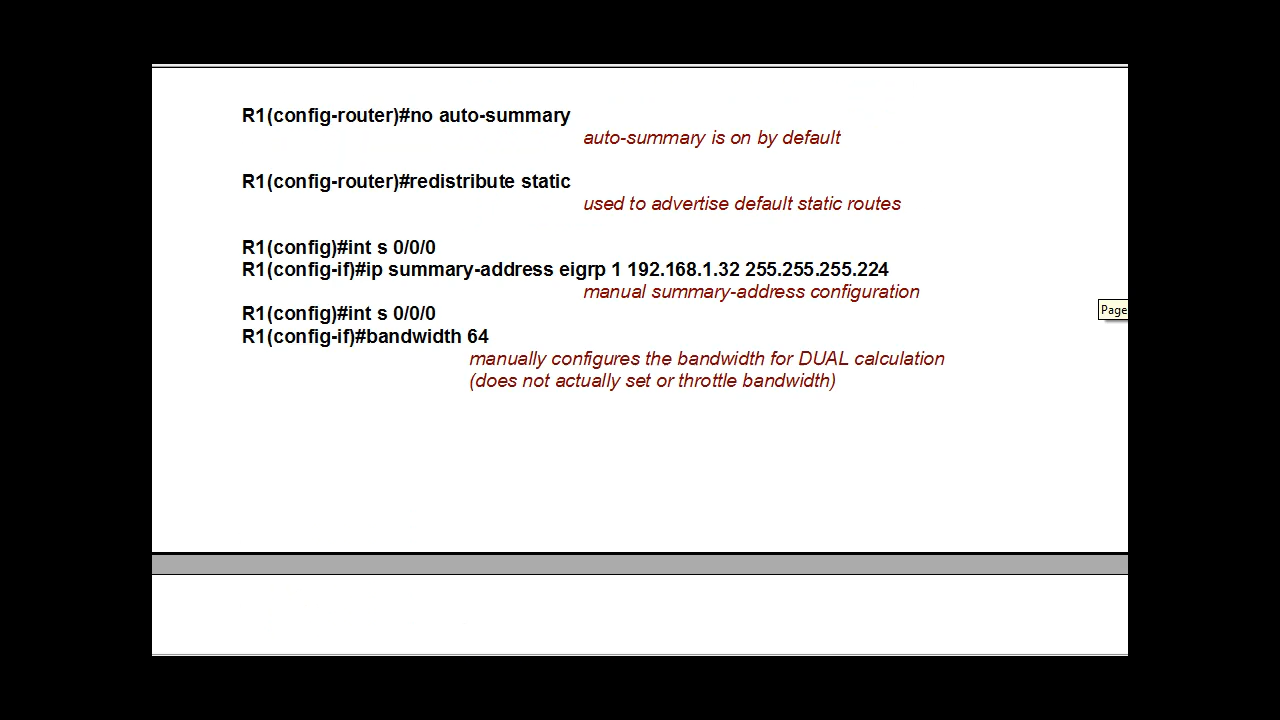 R1(config-router)#no auto-summary
auto-summary is on by default
R1(config-router)#redistribute static
used to advertise default static routes
R1(config)#int s 0/0/0
R1(config-if)#ip summary-address eigrp 1 192.168.1.32 255.255.255.224
manual summary-address configuration
Page
R1(config)#int s 0/0/0
R1(config-if)#bandwidth 64
manually configures the bandwidth for DUAL calculation
(does not actually set or throttle bandwidth)